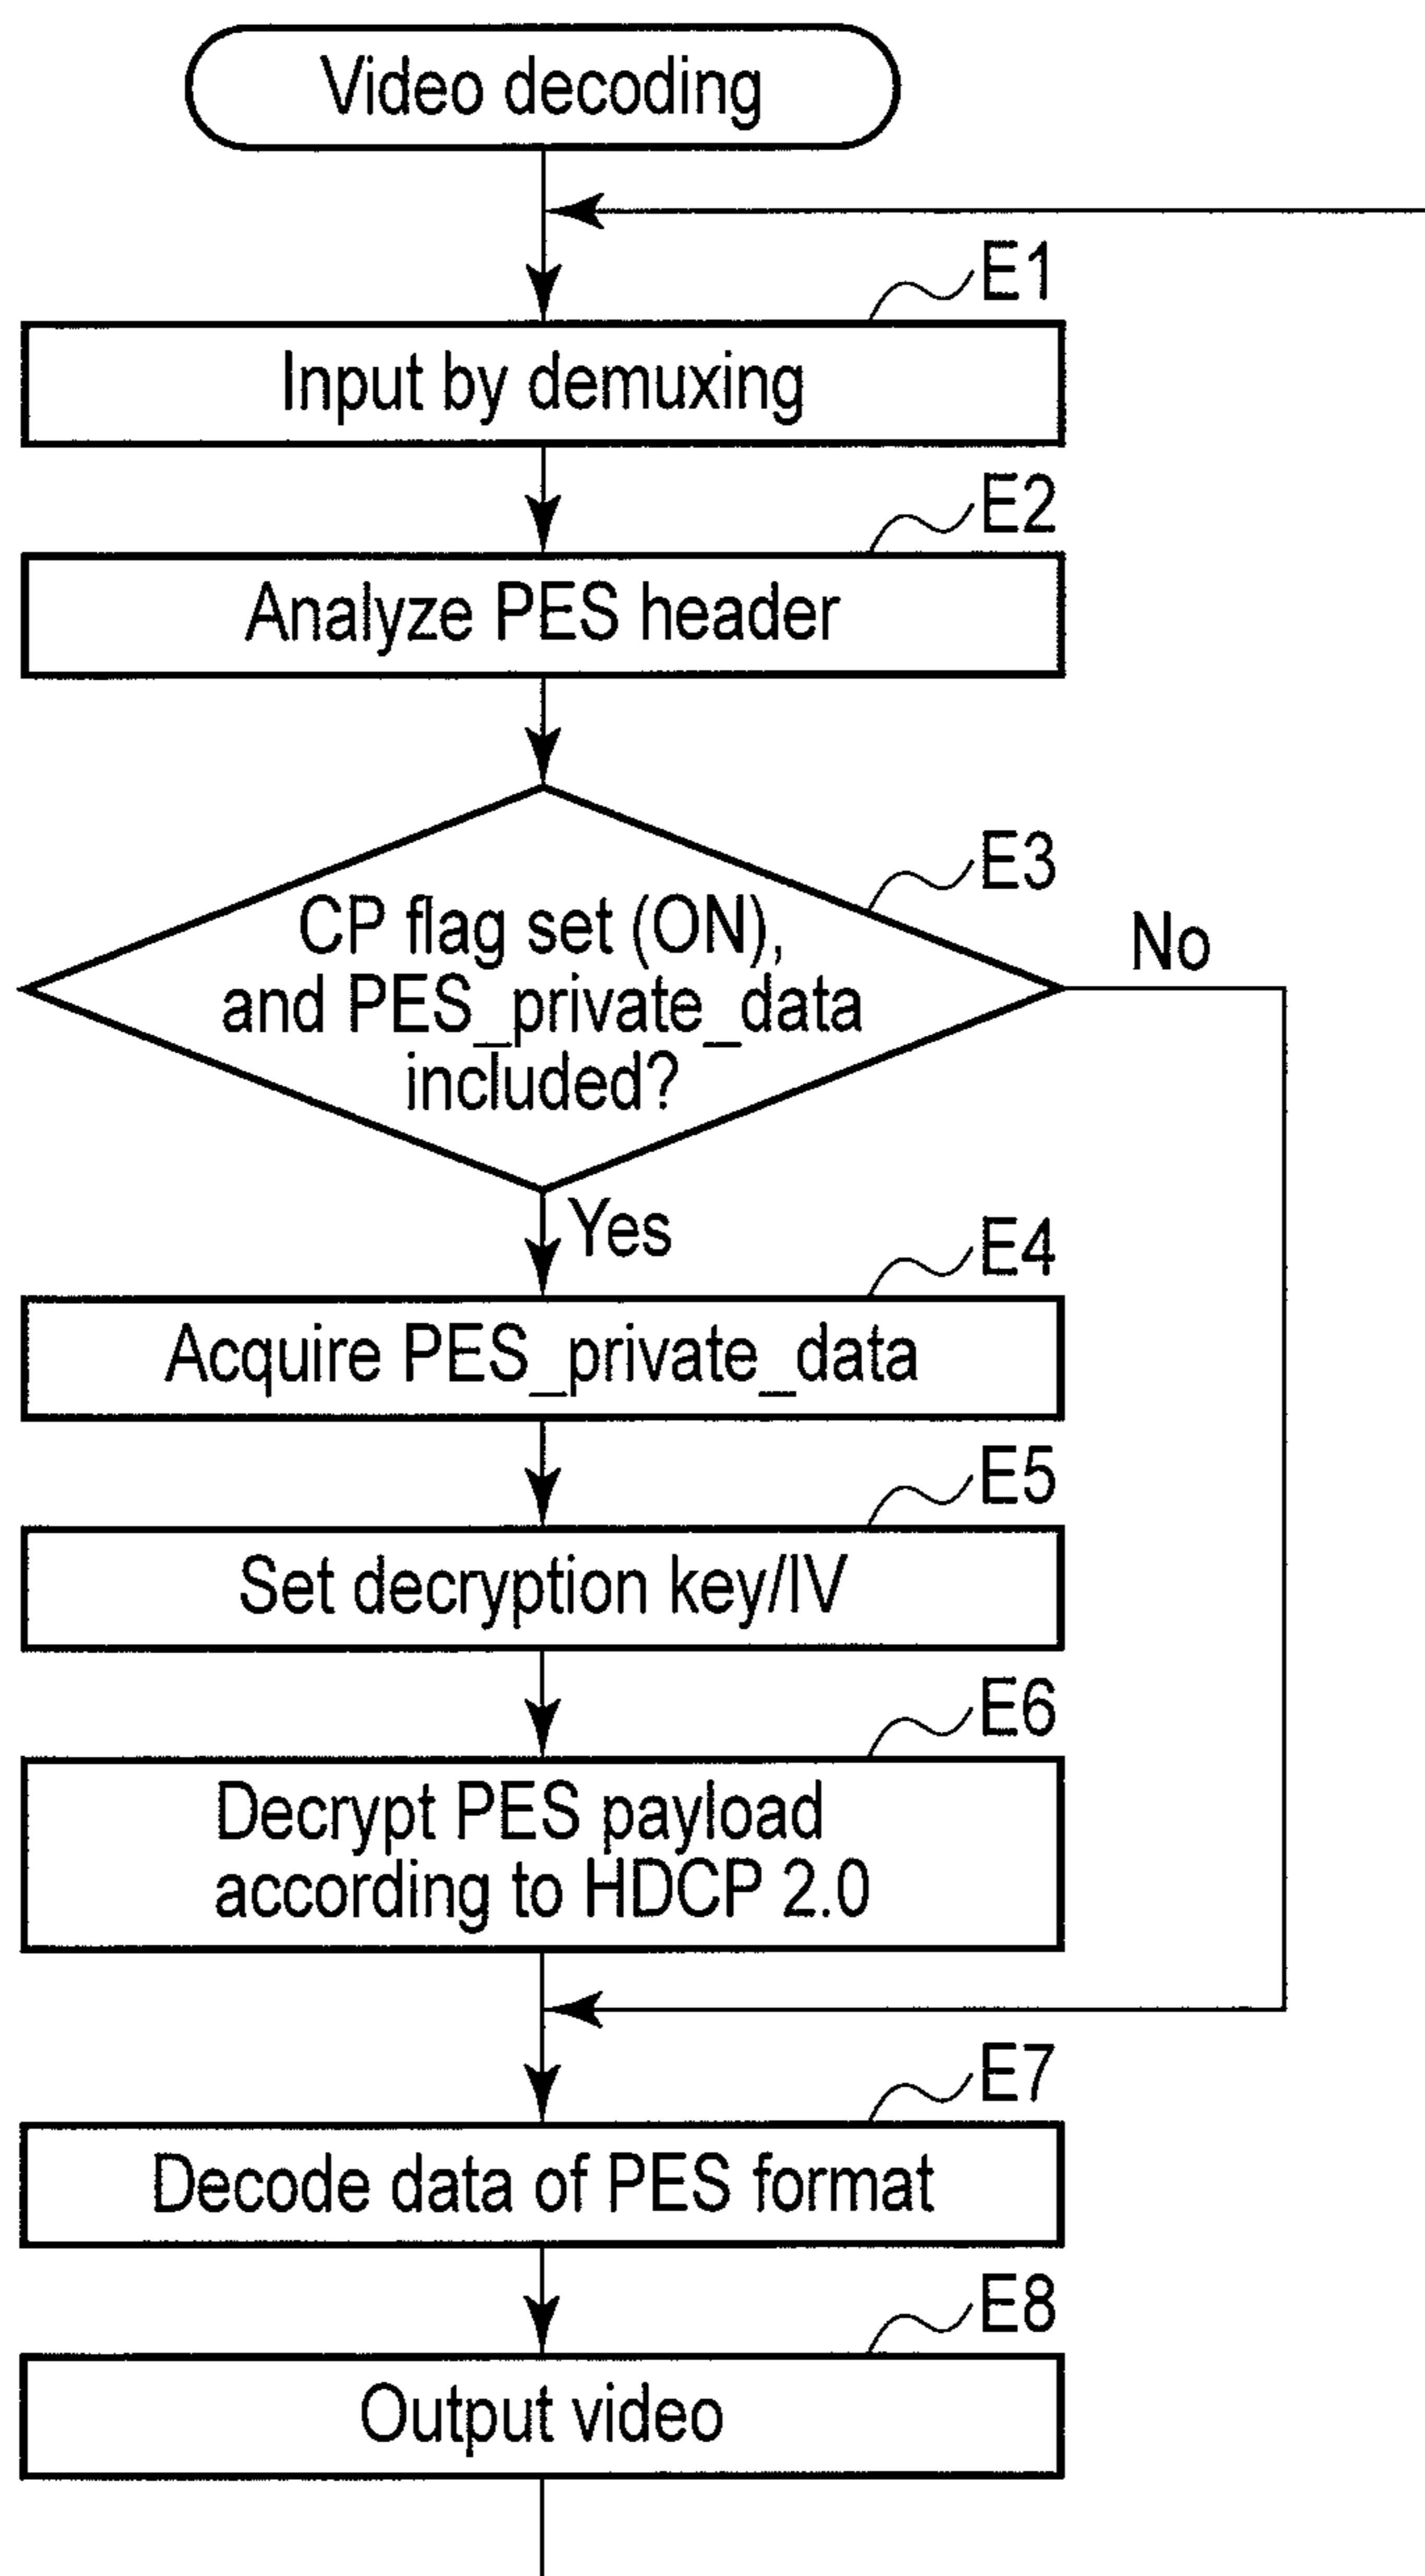 Video decoding
E1
Input by demuxing
E2
Analyze PES header
E3
CP flag set (ON),
and PES_private_data
included?
No
Yes
E4
Acquire PES_private_data
E5
Set decryption key/IV
E6
Decrypt PES payload
according to HDCP 2.0
E7
Decode data of PES format
E8
Output video